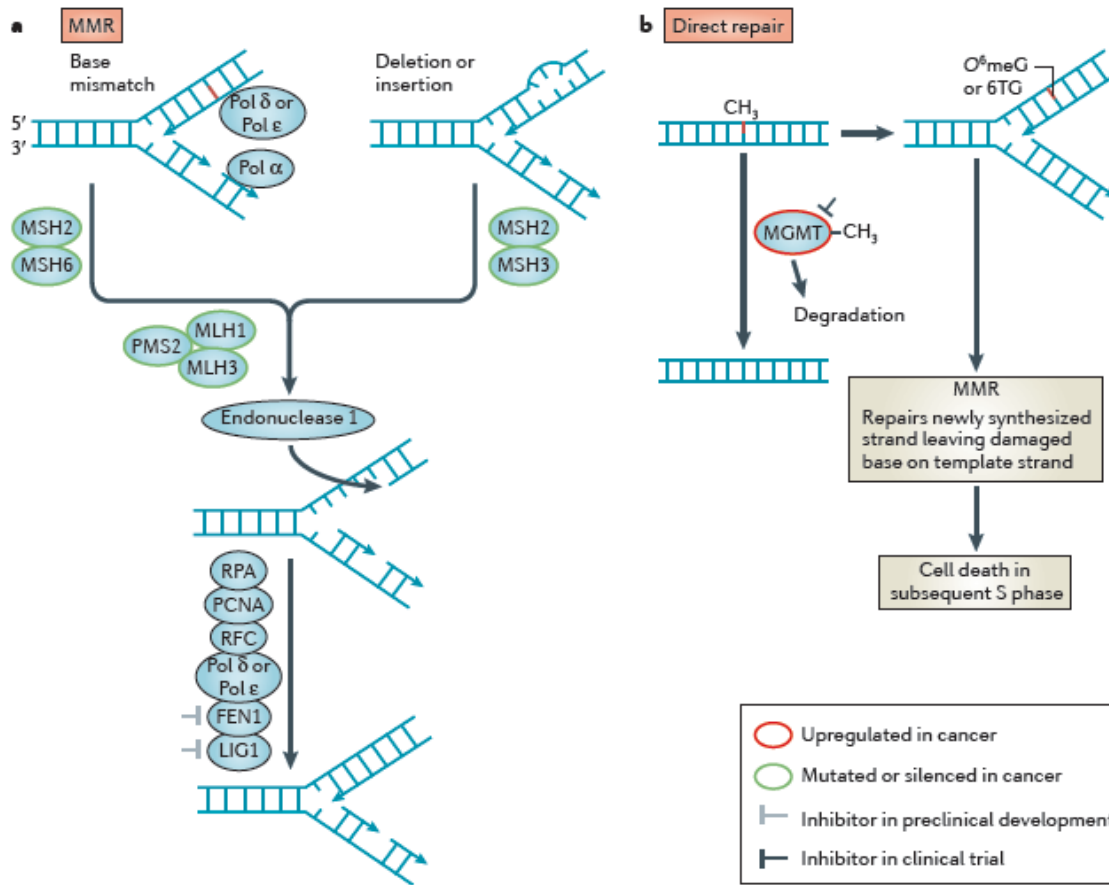 a MMR
Base
mismatch
Deletion or
insertion
Pol δ or
Pol ε
Pol α
5′
3′
MSH2
MSH6
MSH2
MSH3
PMS2
MLH1
MLH3
Endonuclease 1
RPA
PCNA
RFC
Pol δ or
Pol ε
FEN1
LIG1
b Direct repair
CH₃
O⁶meG
or 6TG
MGMT
CH₃
Degradation
MMR
Repairs newly synthesized
strand leaving damaged
base on template strand
Cell death in
subsequent S phase
Upregulated in cancer
Mutated or silenced in cancer
Inhibitor in preclinical development
Inhibitor in clinical trial